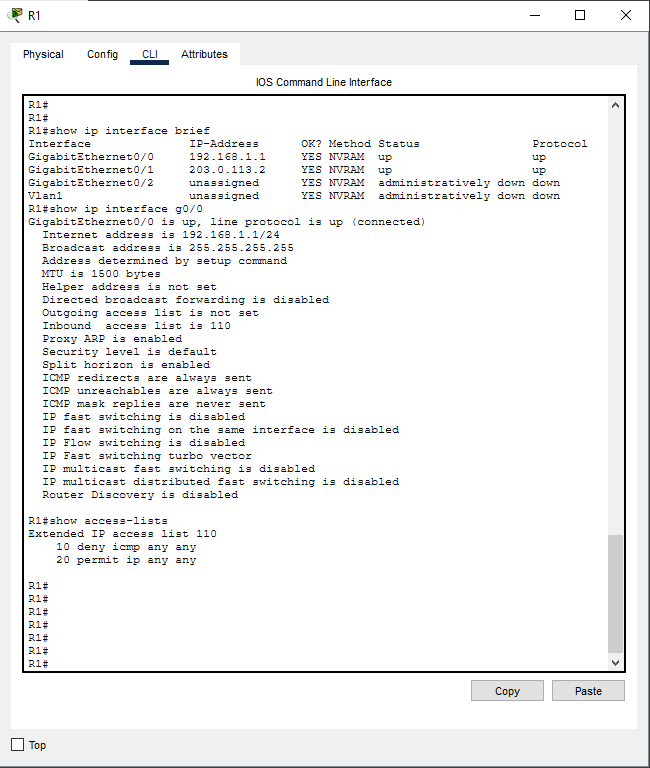 R1
Physical Config CLI Attributes
IOS Command Line Interface
R1#
R1#
R1#show ip interface brief
Interface              IP-Address      OK? Method Status                Protocol
GigabitEthernet0/0     192.168.1.1     YES NVRAM  up                    up
GigabitEthernet0/1     203.0.113.2     YES NVRAM  up                    up
GigabitEthernet0/2     unassigned      YES NVRAM  administratively down down
Vlan1                  unassigned      YES NVRAM  administratively down down
R1#show ip interface g0/0
GigabitEthernet0/0 is up, line protocol is up (connected)
  Internet address is 192.168.1.1/24
  Broadcast address is 255.255.255.255
  Address determined by setup command
  MTU is 1500 bytes
  Helper address is not set
  Directed broadcast forwarding is disabled
  Outgoing access list is not set
  Inbound  access list is 110
  Proxy ARP is enabled
  Security level is default
  Split horizon is enabled
  ICMP redirects are always sent
  ICMP unreachables are always sent
  ICMP mask replies are never sent
  IP fast switching is disabled
  IP fast switching on the same interface is disabled
  IP Flow switching is disabled
  IP Fast switching turbo vector
  IP multicast fast switching is disabled
  IP multicast distributed fast switching is disabled
  Router Discovery is disabled
R1#show access-lists
Extended IP access list 110
    10 deny icmp any any
    20 permit ip any any
R1#
R1#
R1#
R1#
R1#
R1#
R1#
Copy Paste
Top